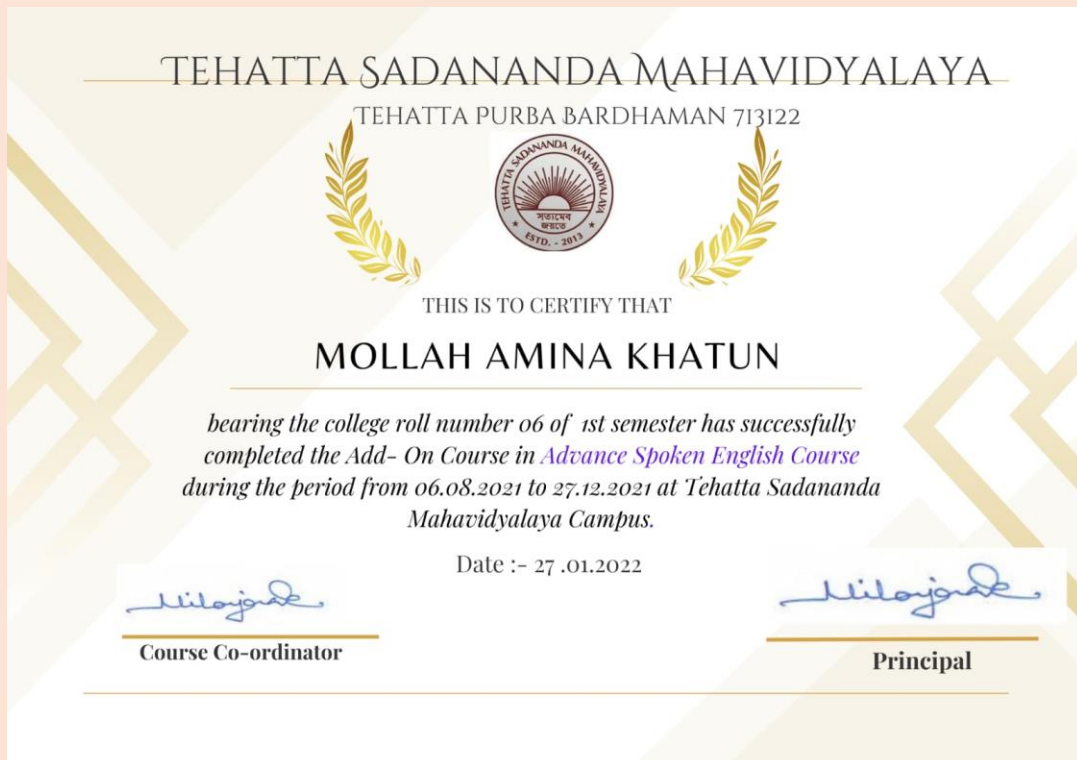 TEHATTA SADANANDA MAHAVIDYALAYA
TEHATTA PURBA BARDHAMAN 713122
TEHATTA SADANANDA MAHAVIDYALAYA
সত্যমেব
জয়তে
ESTD. - 2013
THIS IS TO CERTIFY THAT
MOLLAH AMINA KHATUN
bearing the college roll number 06 of 1st semester has successfully
completed the Add- On Course in Advance Spoken English Course
during the period from 06.08.2021 to 27.12.2021 at Tehatta Sadananda
Mahavidyalaya Campus.
Date :- 27 .01.2022
Course Co-ordinator
Principal